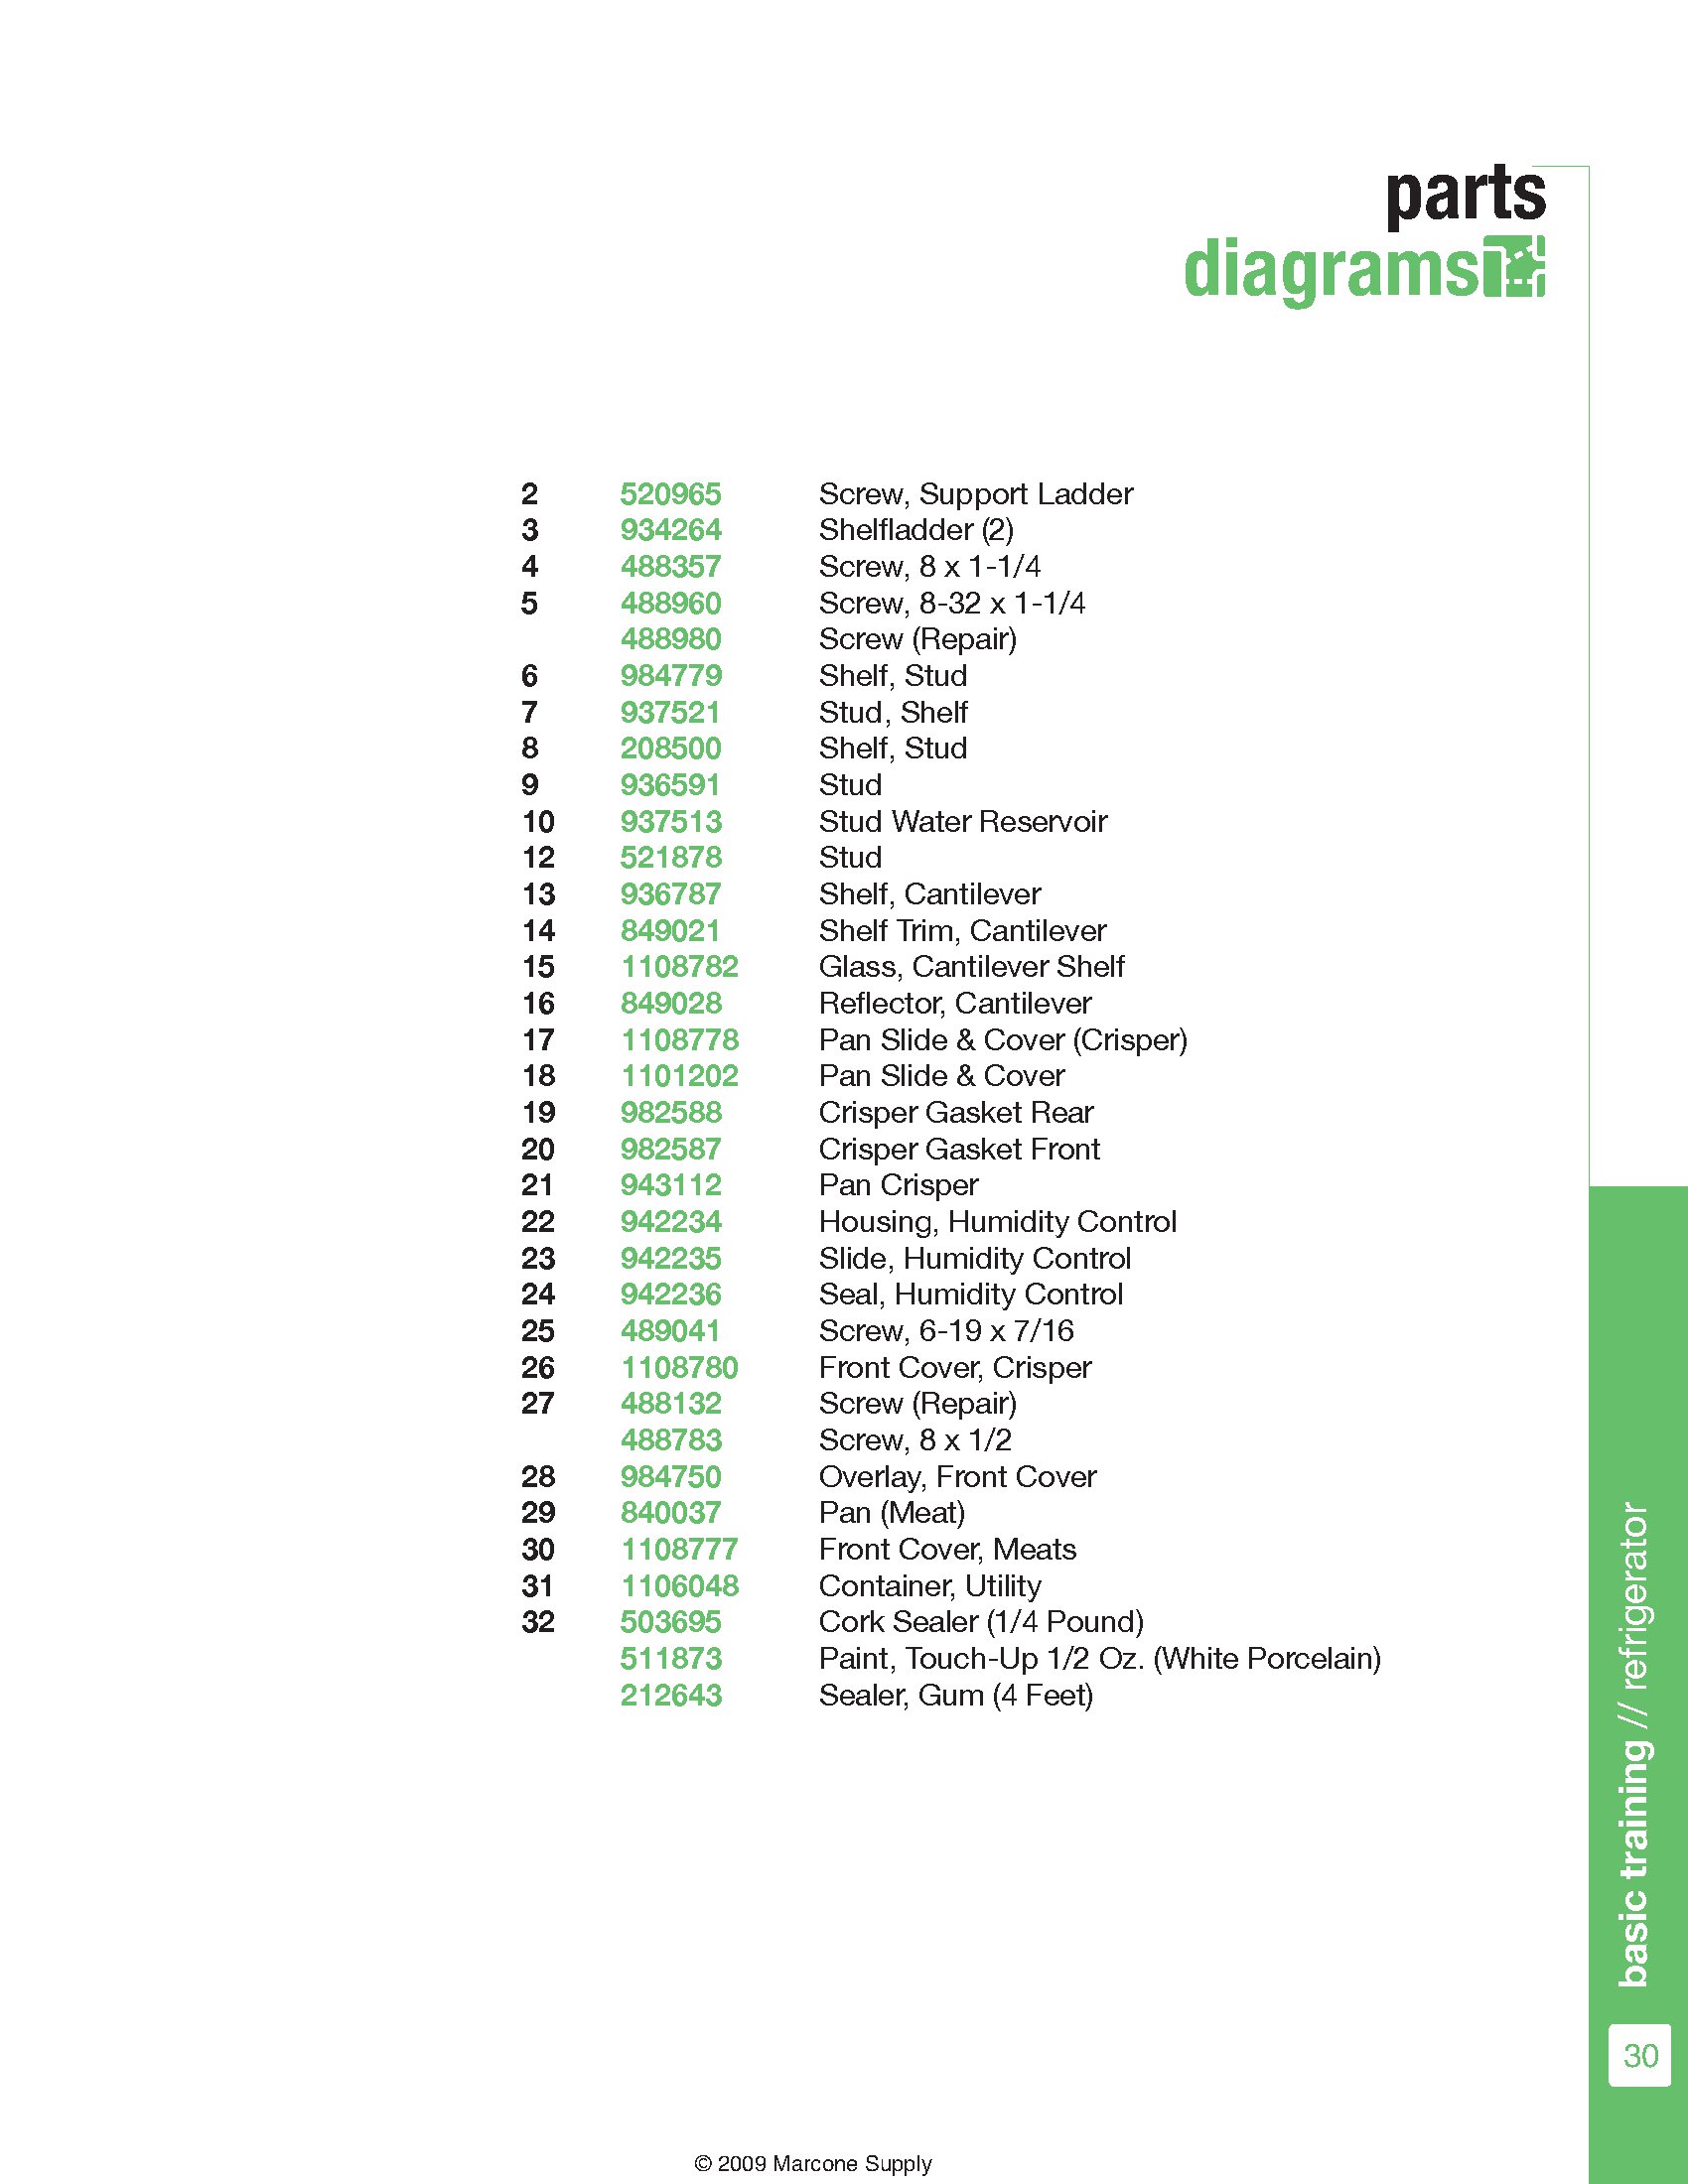 parts
diagrams
2 520965 Screw, Support Ladder
3 934264 Shelfladder (2)
4 488357 Screw, 8 x 1-1/4
5 488960 Screw, 8-32 x 1-1/4
488980 Screw (Repair)
6 984779 Shelf, Stud
7 937521 Stud, Shelf
8 208500 Shelf, Stud
9 936591 Stud
10 937513 Stud Water Reservoir
12 521878 Stud
13 936787 Shelf, Cantilever
14 849021 Shelf Trim, Cantilever
15 1108782 Glass, Cantilever Shelf
16 849028 Reflector, Cantilever
17 1108778 Pan Slide & Cover (Crisper)
18 1101202 Pan Slide & Cover
19 982588 Crisper Gasket Rear
20 982587 Crisper Gasket Front
21 943112 Pan Crisper
22 942234 Housing, Humidity Control
23 942235 Slide, Humidity Control
24 942236 Seal, Humidity Control
25 489041 Screw, 6-19 x 7/16
26 1108780 Front Cover, Crisper
27 488132 Screw (Repair)
488783 Screw, 8 x 1/2
28 984750 Overlay, Front Cover
29 840037 Pan (Meat)
30 1108777 Front Cover, Meats
31 1106048 Container, Utility
32 503695 Cork Sealer (1/4 Pound)
511873 Paint, Touch-Up 1/2 Oz. (White Porcelain)
212643 Sealer, Gum (4 Feet)
basic training // refrigerator
30
© 2009 Marcone Supply